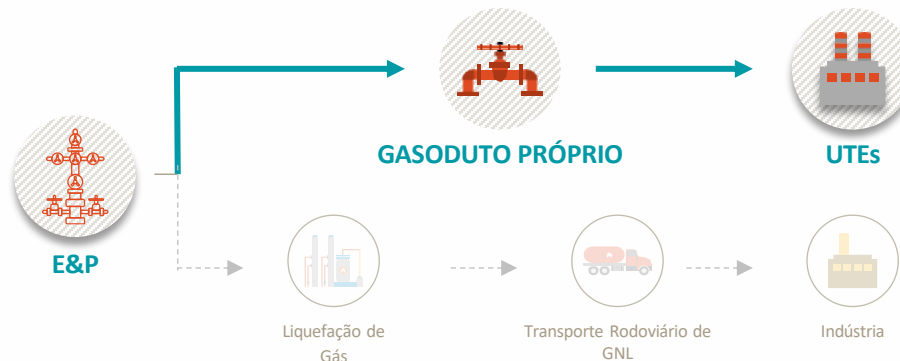 GASODUTO PRÓPRIO
UTEs
E&P
Liquefação de
Gás
Transporte Rodoviário de
GNL
Indústria